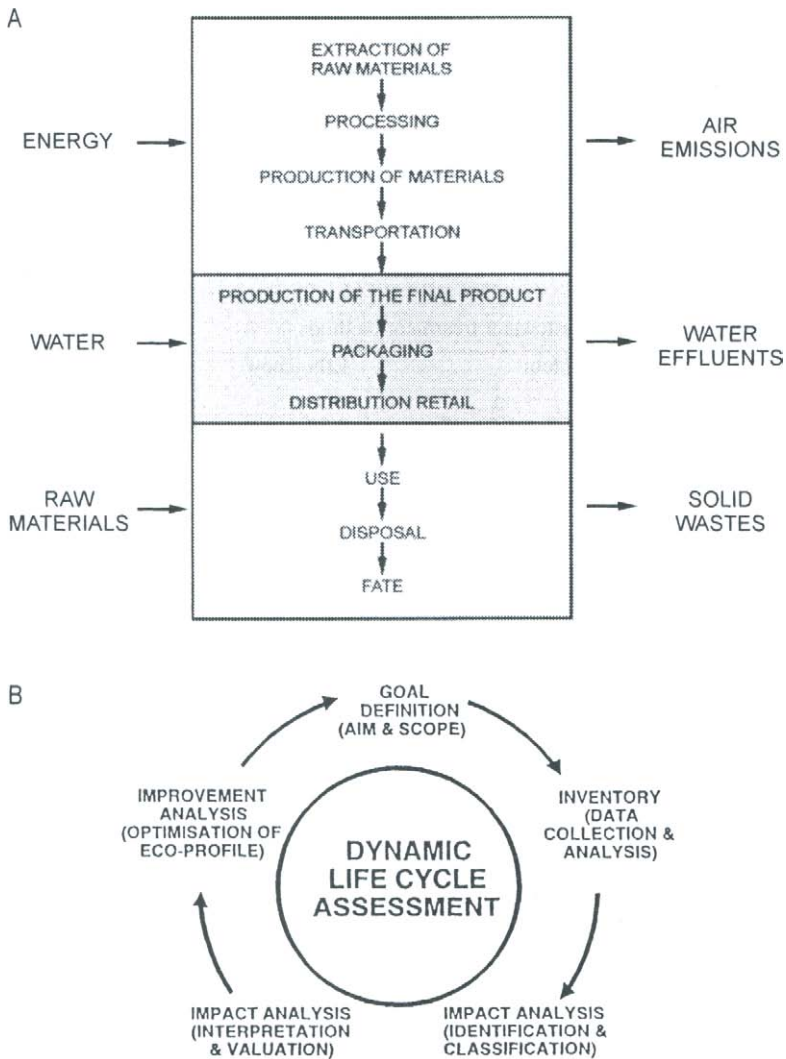 A
EXTRACTION OF
RAW MATERIALS
PROCESSING
ENERGY
AIR
EMISSIONS
PRODUCTION OF MATERIALS
TRANSPORTATION
PRODUCTION OF THE FINAL PRODUCT
WATER
PACKAGING
WATER
EFFLUENTS
DISTRIBUTION RETAIL
USE
RAW
MATERIALS
DISPOSAL
SOLID
WASTES
FATE
B
GOAL
DEFINITION
(AIM & SCOPE)
INVENTORY
(DATA
COLLECTION &
ANALYSIS)
IMPACT ANALYSIS
(IDENTIFICATION &
CLASSIFICATION)
IMPACT ANALYSIS
(INTERPRETATION
& VALUATION)
IMPROVEMENT
ANALYSIS
(OPTIMISATION OF
ECO-PROFILE)
DYNAMIC
LIFE CYCLE
ASSESSMENT